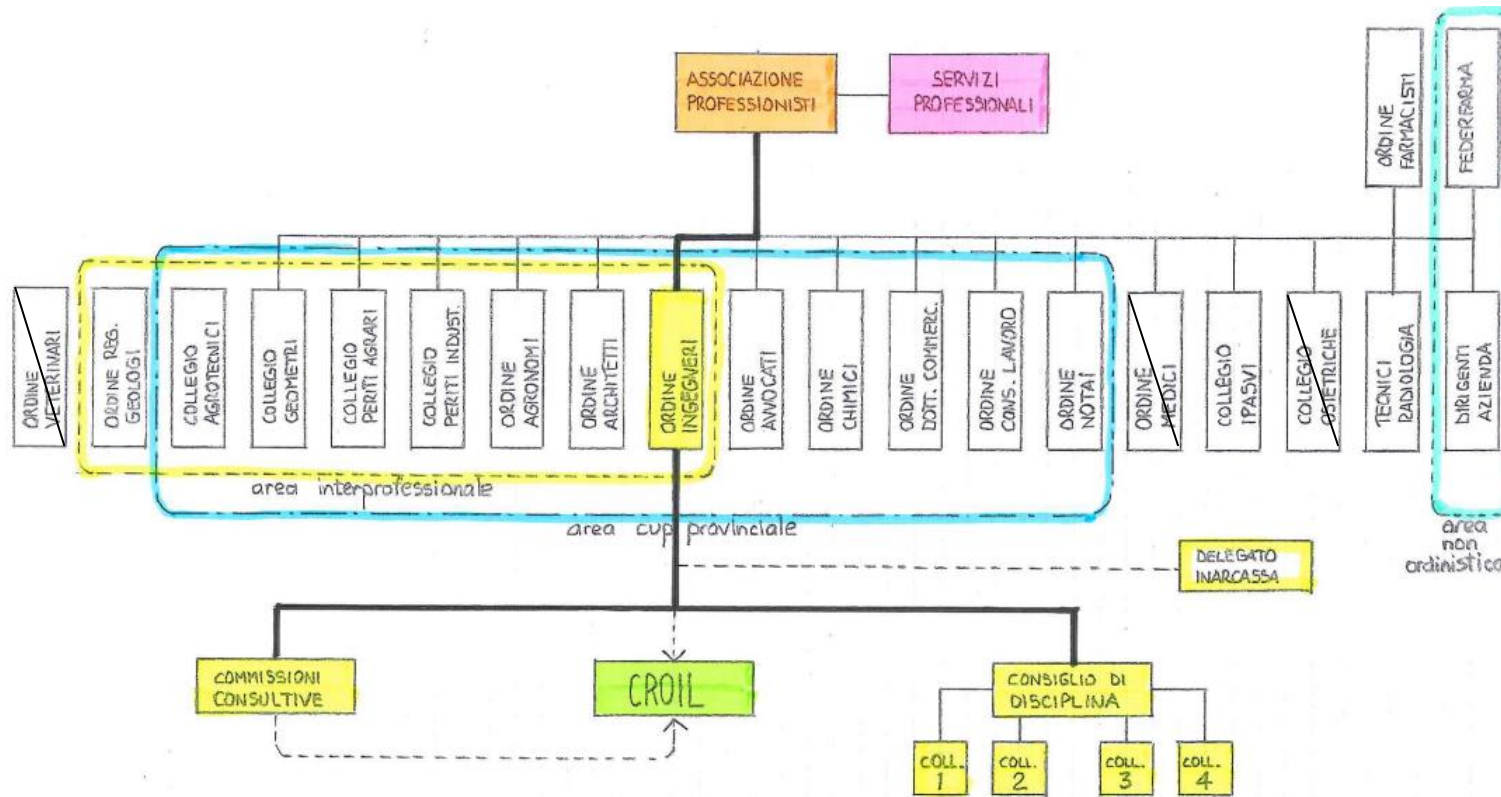 ASSOCIAZIONE
PROFESSIONISTI
SERVIZI
PROFESSIONALI
ORDINE
FARMACISTI
FEDERFARMA
ORDINE
VETERINARI
ORDINE REG.
GEOLOGI
COLLEGIO
AGROTECNICI
COLLEGIO
GEOMETRI
COLLEGIO
PERITI AGRARI
COLLEGIO
PERITI INDUST.
ORDINE
AGRONOMI
ORDINE
ARCHITETTI
ORDINE
INGEGNERI
ORDINE
AVVOCATI
ORDINE
CHIMICI
ORDINE
DOTT. COMMERC.
ORDINE
CONS. LAVORO
ORDINE
NOTAI
ORDINE
MEDICI
COLLEGIO
IPASVI
COLLEGIO
OSTETRICHE
TECNICI
RADIOLOGIA
DIRIGENTI
AZIENDA
area interprofessionale
area cup provinciale
area
non
ordinistica
DELEGATO
INARCASSA
COMMISSIONI
CONSULTIVE
CROIL
CONSIGLIO DI
DISCIPLINA
COLL.
1
COLL.
2
COLL.
3
COLL.
4